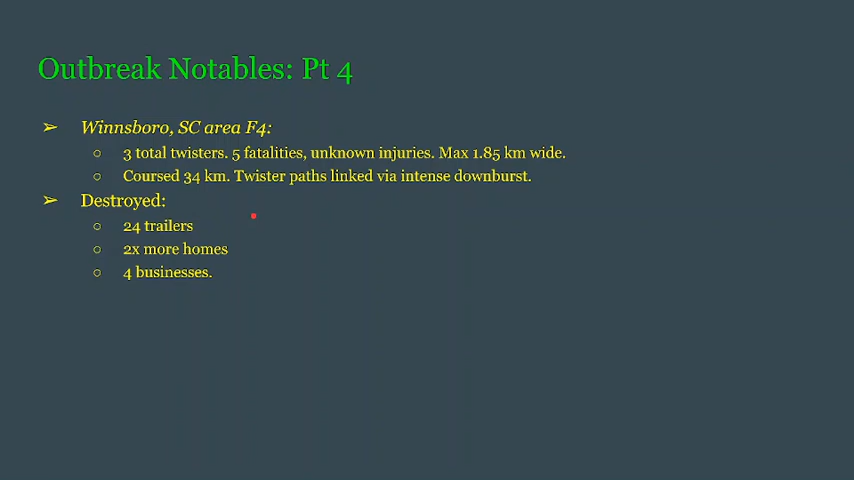 Outbreak Notables: Pt 4
➢ Winnsboro, SC area F4:
○ 3 total twisters. 5 fatalities, unknown injuries. Max 1.85 km wide.
○ Coursed 34 km. Twister paths linked via intense downburst.
➢ Destroyed:
○ 24 trailers
○ 2x more homes
○ 4 businesses.